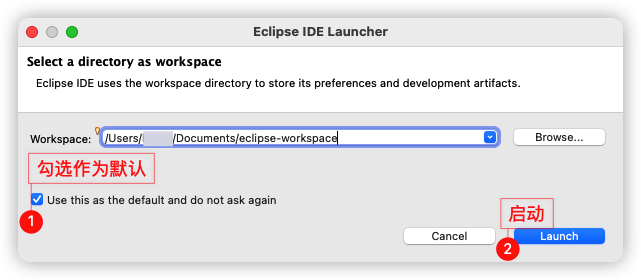 Eclipse IDE Launcher
Select a directory as workspace
Eclipse IDE uses the workspace directory to store its preferences and development artifacts.
Workspace: /Users/ /Documents/eclipse-workspace Browse...
勾选作为默认
Use this as the default and do not ask again
1
启动
Cancel
Launch
2